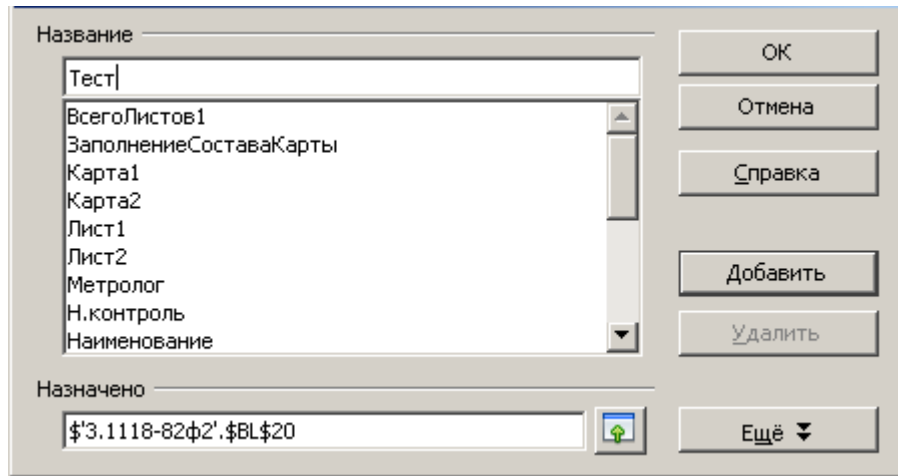 Название
Тест
ВсегоЛистов1
ЗаполнениеСоставаКарты
Карта1
Карта2
Лист1
Лист2
Метролог
Н.контроль
Наименование
Назначено
$'3.1118-82ф2'.$BL$20
ОК
Отмена
Справка
Добавить
Удалить
Ещё